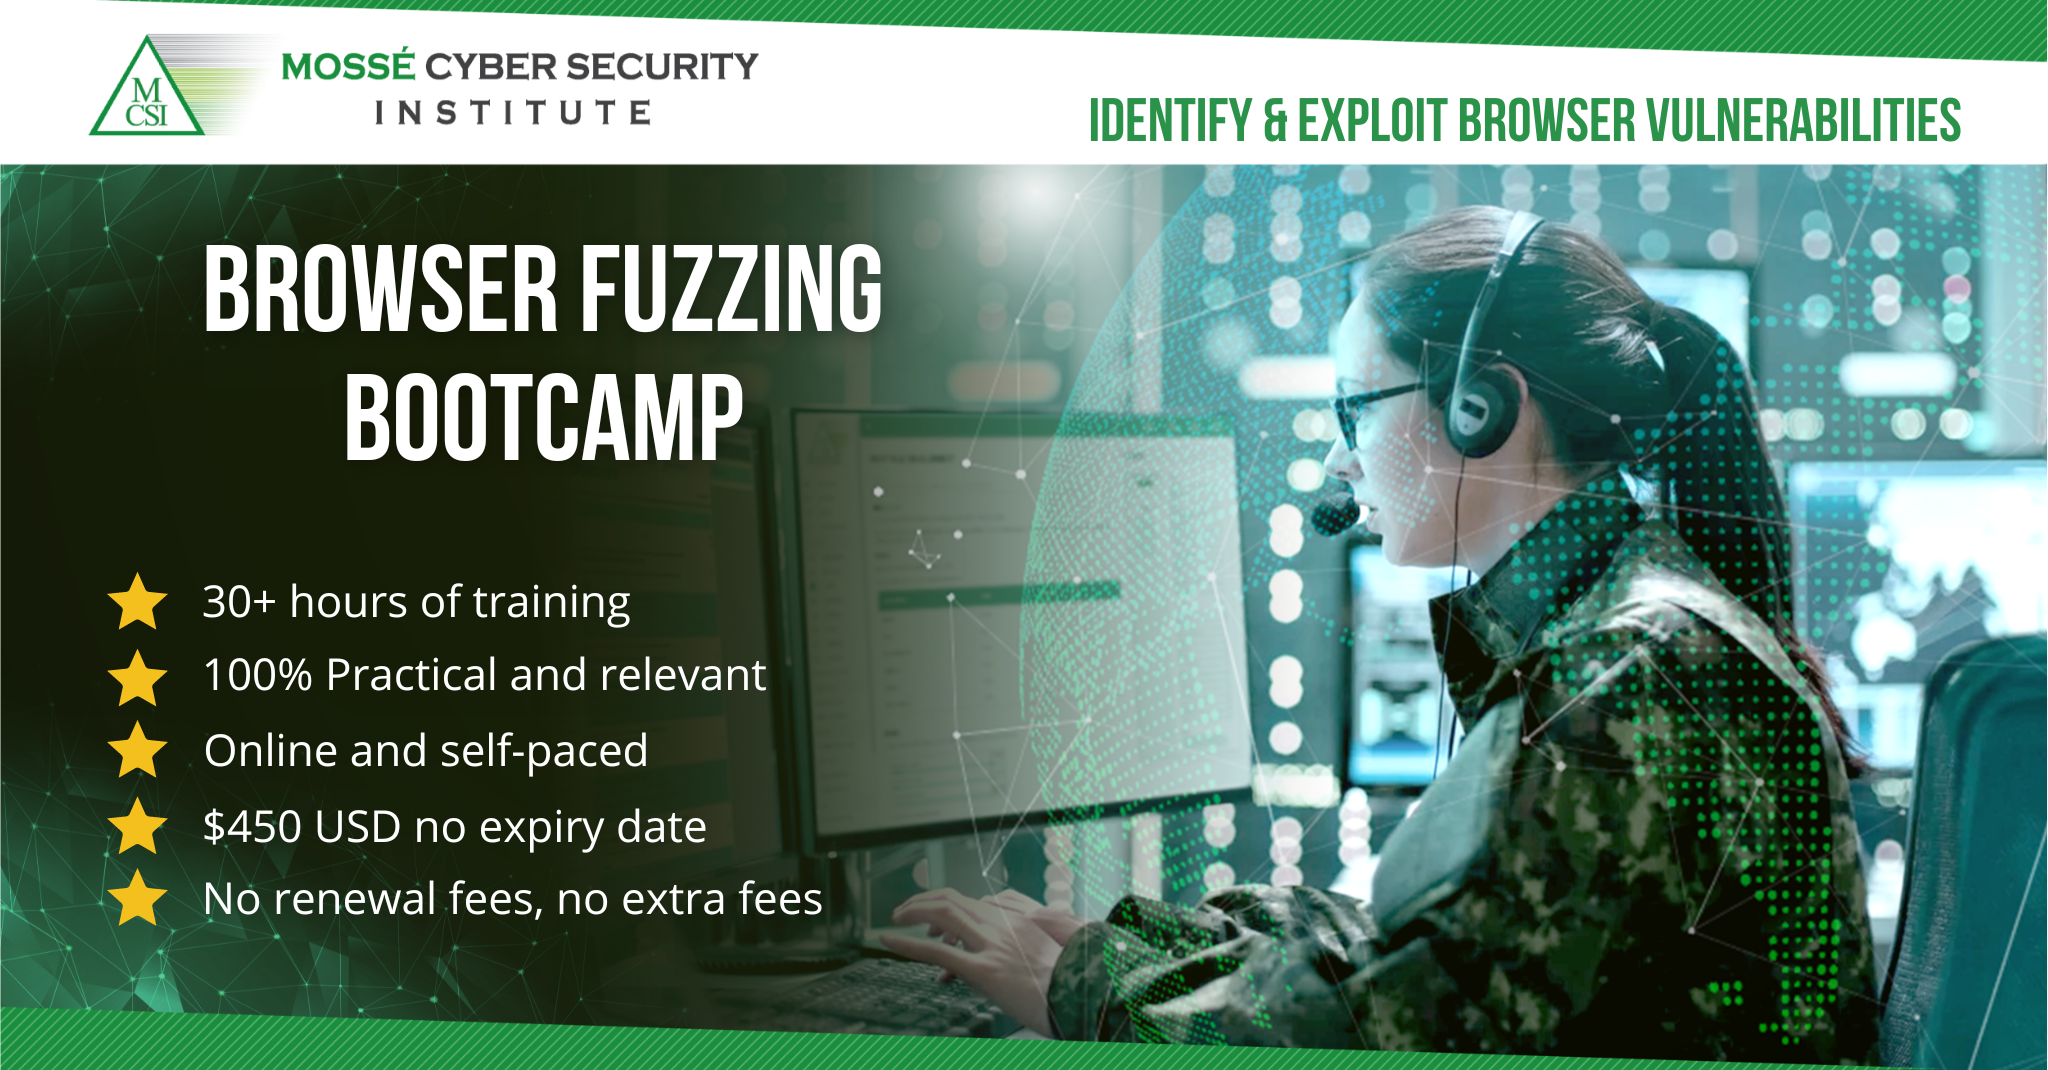 M
CSI
MOSSÉ CYBER SECURITY
INSTITUTE
IDENTIFY & EXPLOIT BROWSER VULNERABILITIES
BROWSER FUZZING
BOOTCAMP
30+ hours of training
100% Practical and relevant
Online and self-paced
$450 USD no expiry date
No renewal fees, no extra fees